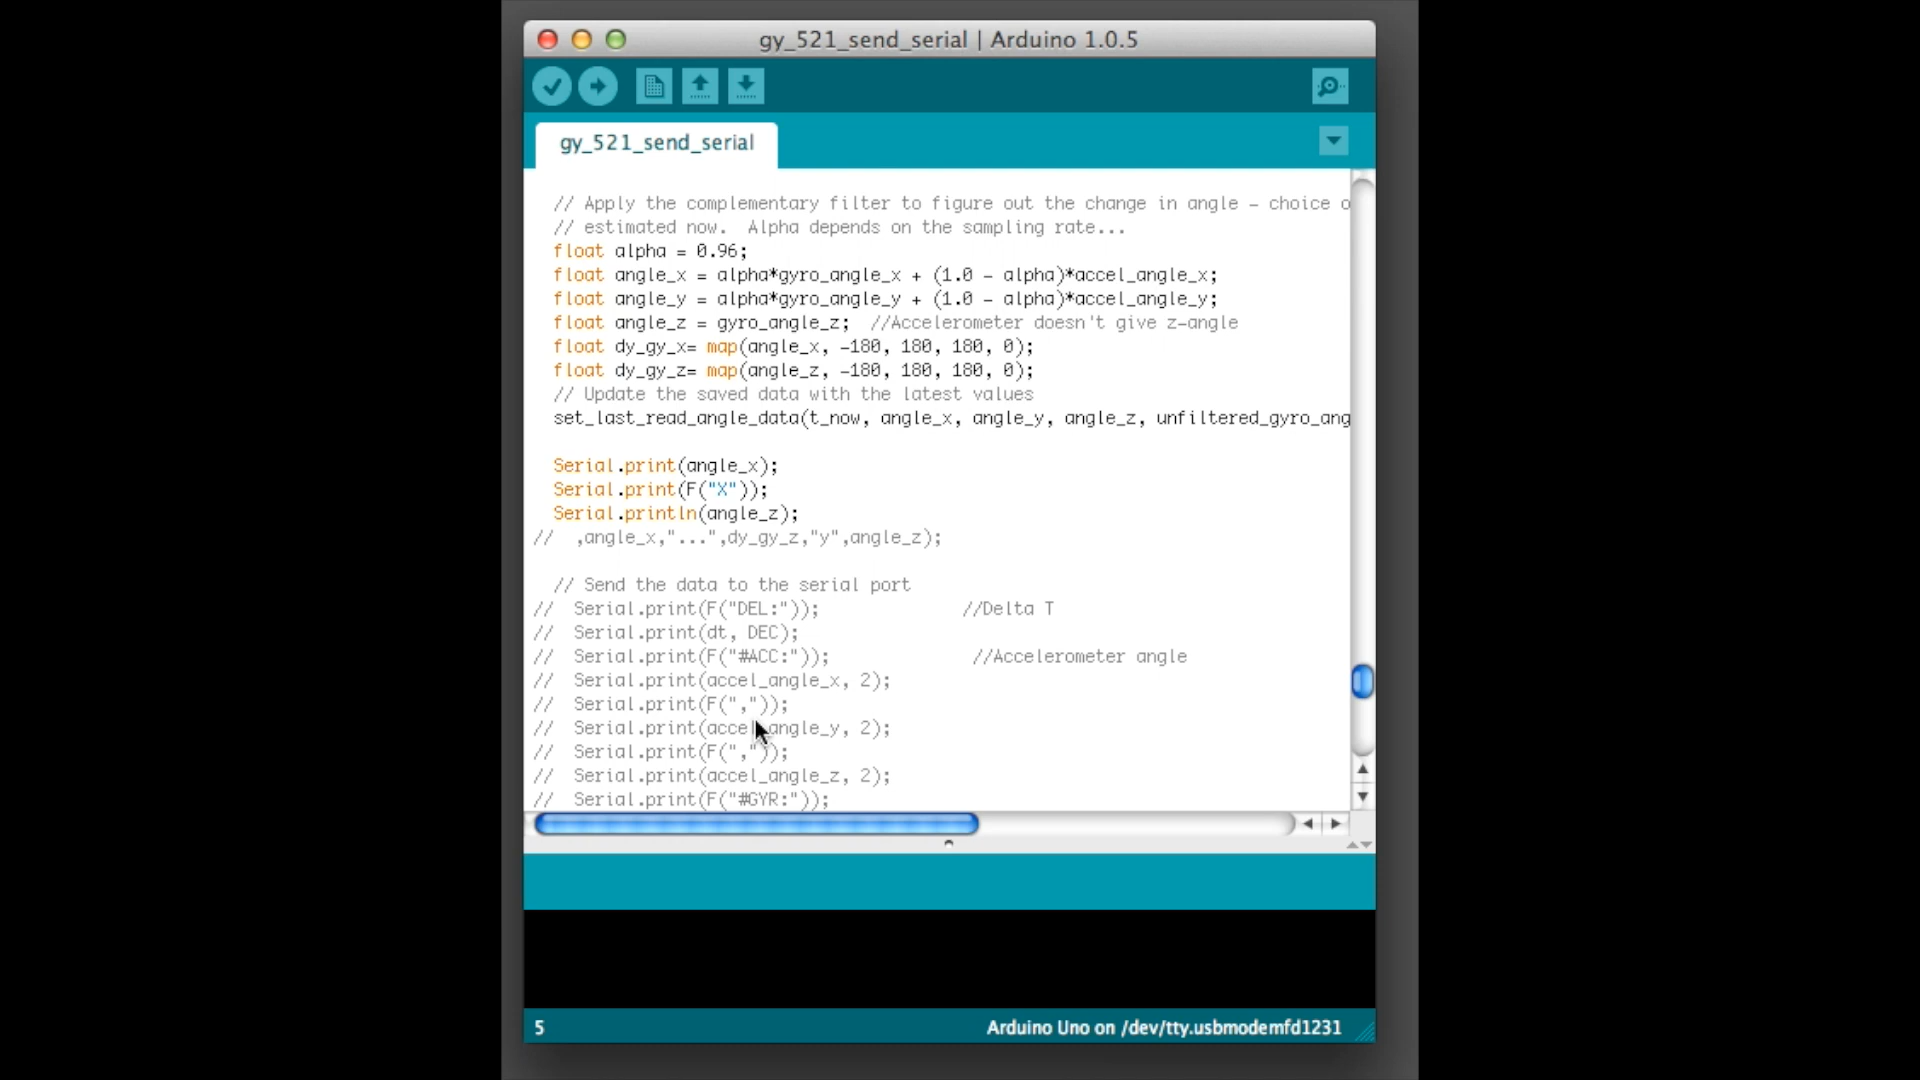 gy_521_send_serial | Arduino 1.0.5
gy_521_send_serial
// Apply the complementary filter to figure out the change in angle - choice o
// estimated now.  Alpha depends on the sampling rate...
float alpha = 0.96;
float angle_x = alpha*gyro_angle_x + (1.0 - alpha)*accel_angle_x;
float angle_y = alpha*gyro_angle_y + (1.0 - alpha)*accel_angle_y;
float angle_z = gyro_angle_z;  //Accelerometer doesn't give z-angle
float dy_gy_x= map(angle_x, -180, 180, 180, 0);
float dy_gy_z= map(angle_z, -180, 180, 180, 0);
// Update the saved data with the latest values
set_last_read_angle_data(t_now, angle_x, angle_y, angle_z, unfiltered_gyro_ang
Serial.print(angle_x);
Serial.print(F("X"));
Serial.println(angle_z);
//  ,angle_x,"...",dy_gy_z,"y",angle_z);
// Send the data to the serial port
//  Serial.print(F("DEL:"));              //Delta T
//  Serial.print(dt, DEC);
//  Serial.print(F("#ACC:"));              //Accelerometer angle
//  Serial.print(accel_angle_x, 2);
//  Serial.print(F(","));
//  Serial.print(accel_angle_y, 2);
//  Serial.print(F(","));
//  Serial.print(accel_angle_z, 2);
//  Serial.print(F("#GYR:"));
5
Arduino Uno on /dev/tty.usbmodemfd1231